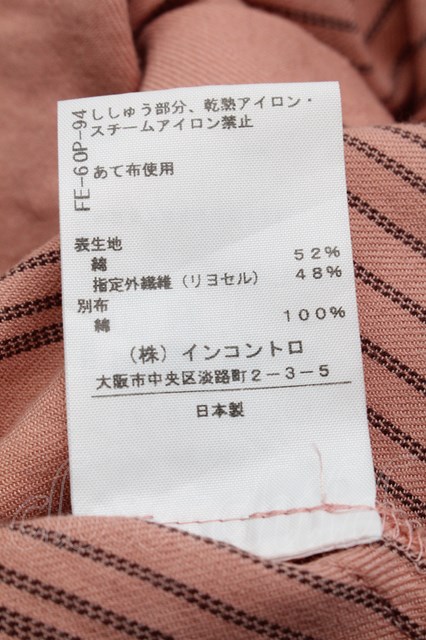 FE-60P-94
ししゅう部分、乾熱アイロン・
スチームアイロン禁止
あて布使用
表生地
綿 52%
指定外繊維（リヨセル） 48%
別布
綿 100%
（株）インコントロ
大阪市中央区淡路町2-3-5
日本製